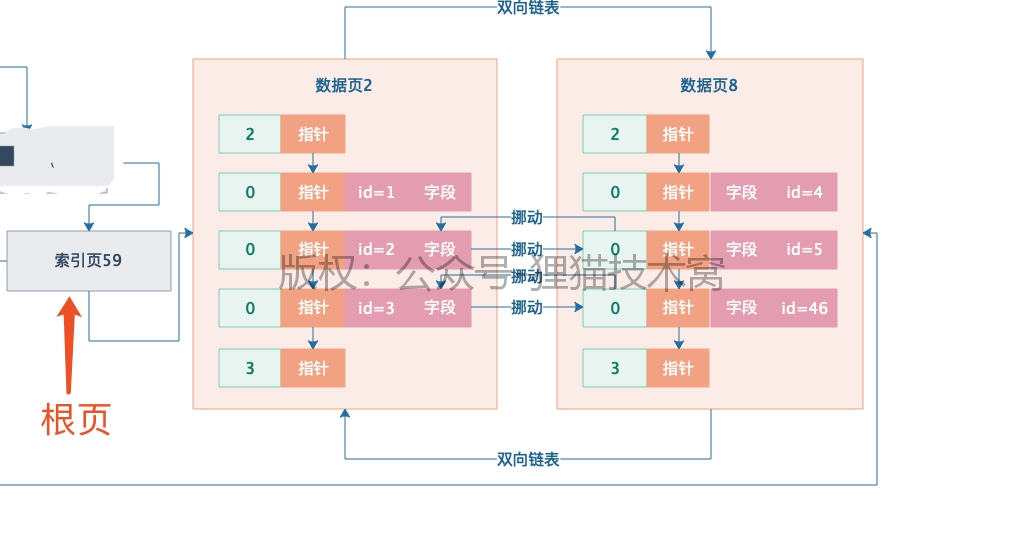 双向链表
数据页2
数据页8
2 指针
2 指针
0 指针 id=1 字段
0 指针 字段 id=4
挪动
0 指针 id=2 字段
挪动
0 指针 字段 id=5
索引页59
版权：公众号 狸猫技术窝
挪动
0 指针 id=3 字段
挪动
0 指针 字段 id=46
3 指针
3 指针
根页
双向链表